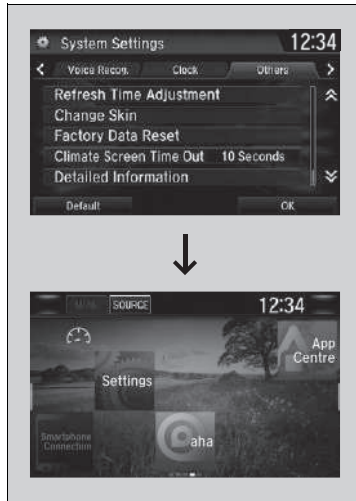 System Settings
12:34
Voice Recog.
Clock
Others
Refresh Time Adjustment
Change Skin
Factory Data Reset
Climate Screen Time Out 10 Seconds
Detailed Information
Default
OK
SOURCE
12:34
App
Centre
Settings
Smartphone
Connection
aha